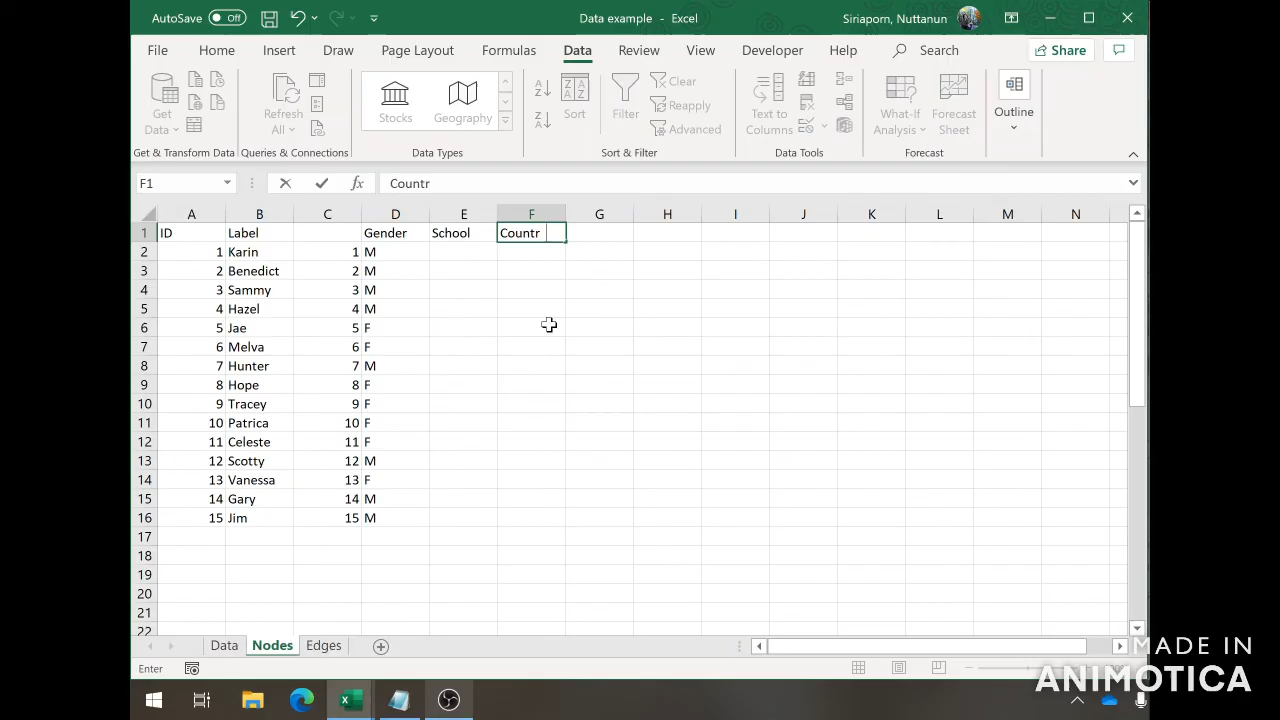 AutoSave Off Data example - Excel Siriaporn, Nuttanun
File Home Insert Draw Page Layout Formulas Data Review View Developer Help Search Share
Get Data Refresh All Stocks Geography Sort Filter Clear Reapply Advanced Text to Columns What-If Analysis Forecast Sheet Outline
Get & Transform Data Queries & Connections Data Types Sort & Filter Data Tools Forecast
F1 fx Countr
A B C D E F G H I J K L M N
1 ID Label Gender School Countr
2 1 Karin 1 M
3 2 Benedict 2 M
4 3 Sammy 3 M
5 4 Hazel 4 M
6 5 Jae 5 F
7 6 Melva 6 F
8 7 Hunter 7 M
9 8 Hope 8 F
10 9 Tracey 9 F
11 10 Patrica 10 F
12 11 Celeste 11 F
13 12 Scotty 12 M
14 13 Vanessa 13 F
15 14 Gary 14 M
16 15 Jim 15 M
17
18
19
20
21
22
Data Nodes Edges
Enter
MADE IN
ANIMOTICA